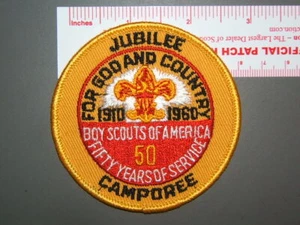 Inches 1 2 3
OFFICIAL PATCH
JUBILEE
FOR GOD AND COUNTRY
1910 1960
BOY SCOUTS OF AMERICA
50
FIFTY YEARS OF SERVICE
CAMPOREE